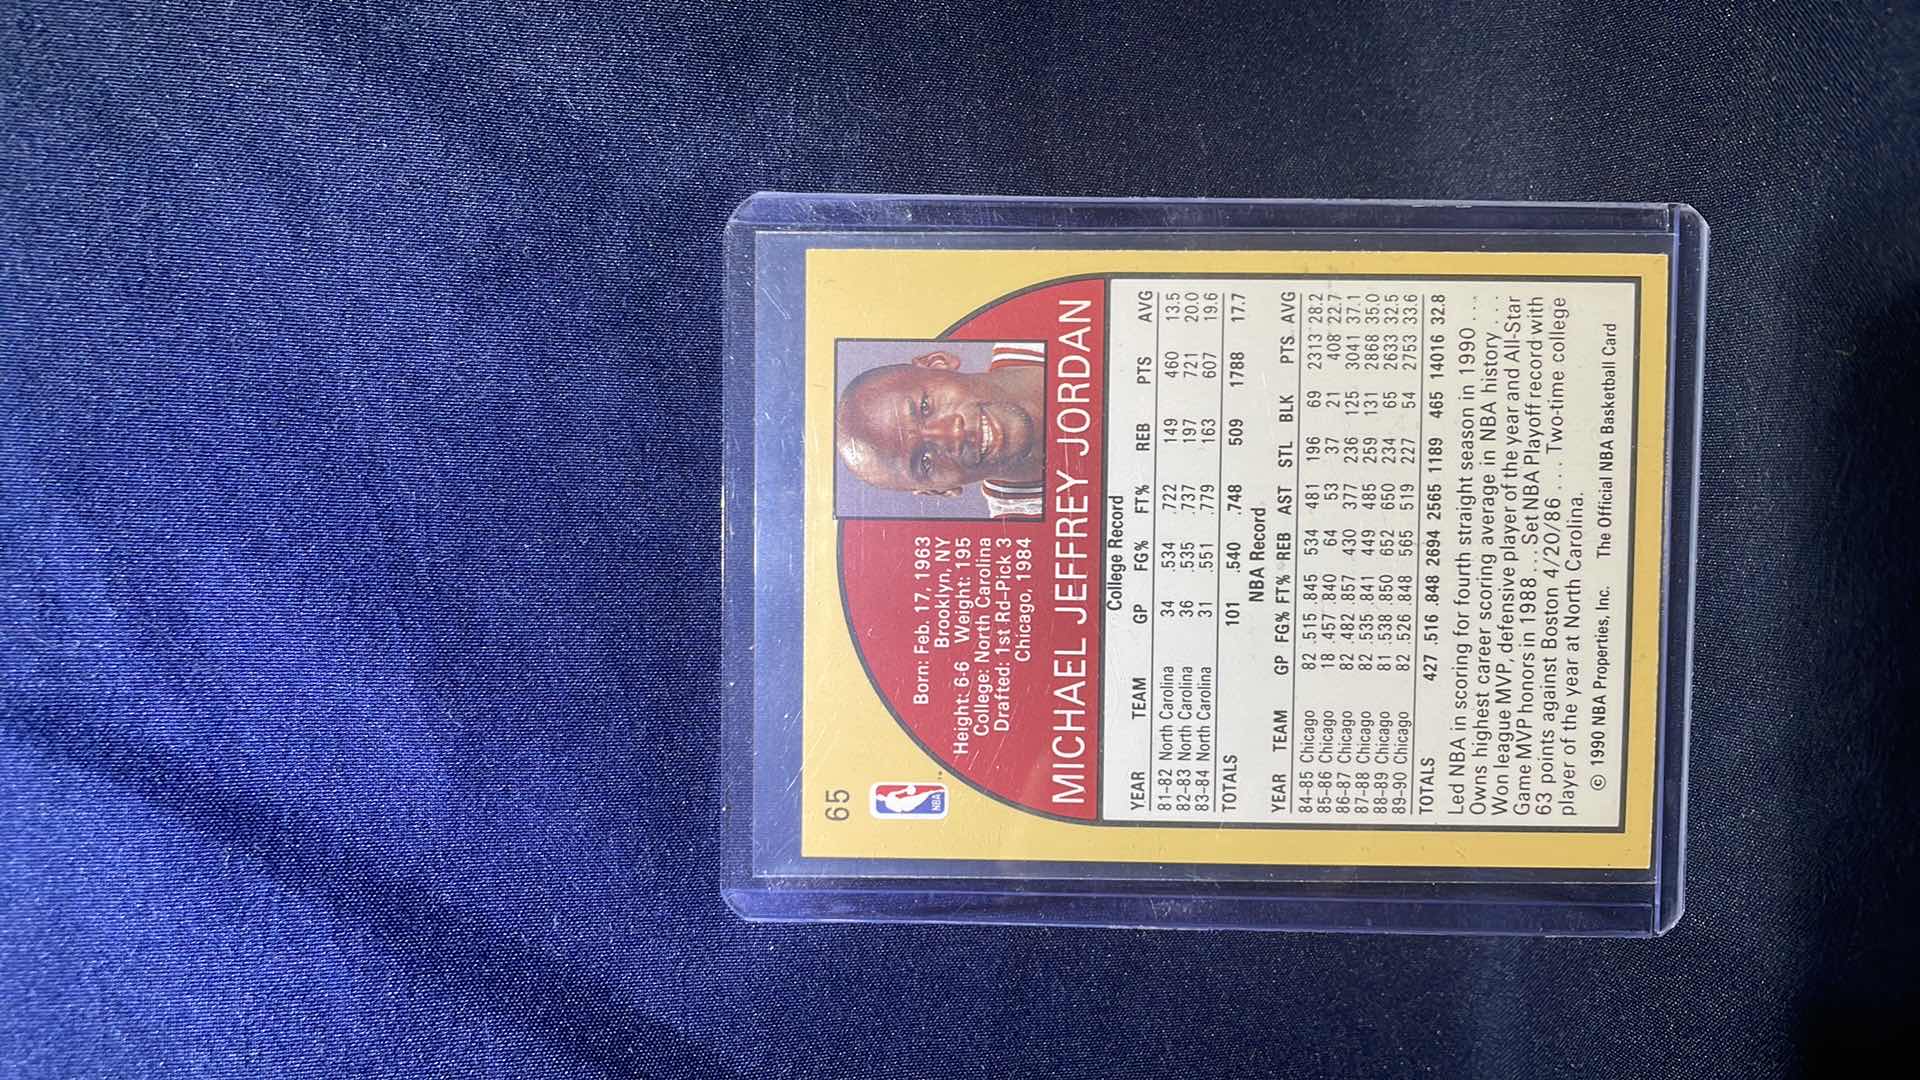 65
NBA
Born: Feb. 17, 1963
Brooklyn, NY
Height: 6-6 Weight: 195
College: North Carolina
Drafted: 1st Rd-Pick 3
Chicago, 1984
MICHAEL JEFFREY JORDAN
College Record
YEAR TEAM GP FG% FT% REB PTS AVG
81-82 North Carolina 34 .534 .722 149 460 13.5
82-83 North Carolina 36 .535 .737 197 721 20.0
83-84 North Carolina 31 .551 .779 163 607 19.6
TOTALS 101 .540 .748 509 1788 17.7
NBA Record
YEAR TEAM GP FG% FT% REB AST STL BLK PTS. AVG
84-85 Chicago 82 .515 .845 534 481 196 69 2313 28.2
85-86 Chicago 18 .457 .840 64 53 37 21 408 22.7
86-87 Chicago 82 .482 .857 430 377 236 125 3041 37.1
87-88 Chicago 82 .535 .841 449 485 259 131 2868 35.0
88-89 Chicago 81 .538 .850 652 650 234 65 2633 32.5
89-90 Chicago 82 .526 .848 565 519 227 54 2753 33.6
TOTALS 427 .516 .848 2694 2565 1189 465 14016 32.8
Led NBA in scoring for fourth straight season in 1990 ....
Owns highest career scoring average in NBA history ....
Won league MVP, defensive player of the year and All-Star
Game MVP honors in 1988 ... Set NBA Playoff record with
63 points against Boston 4/20/86 .... Two-time college
player of the year at North Carolina.
© 1990 NBA Properties, Inc. The Official NBA Basketball Card